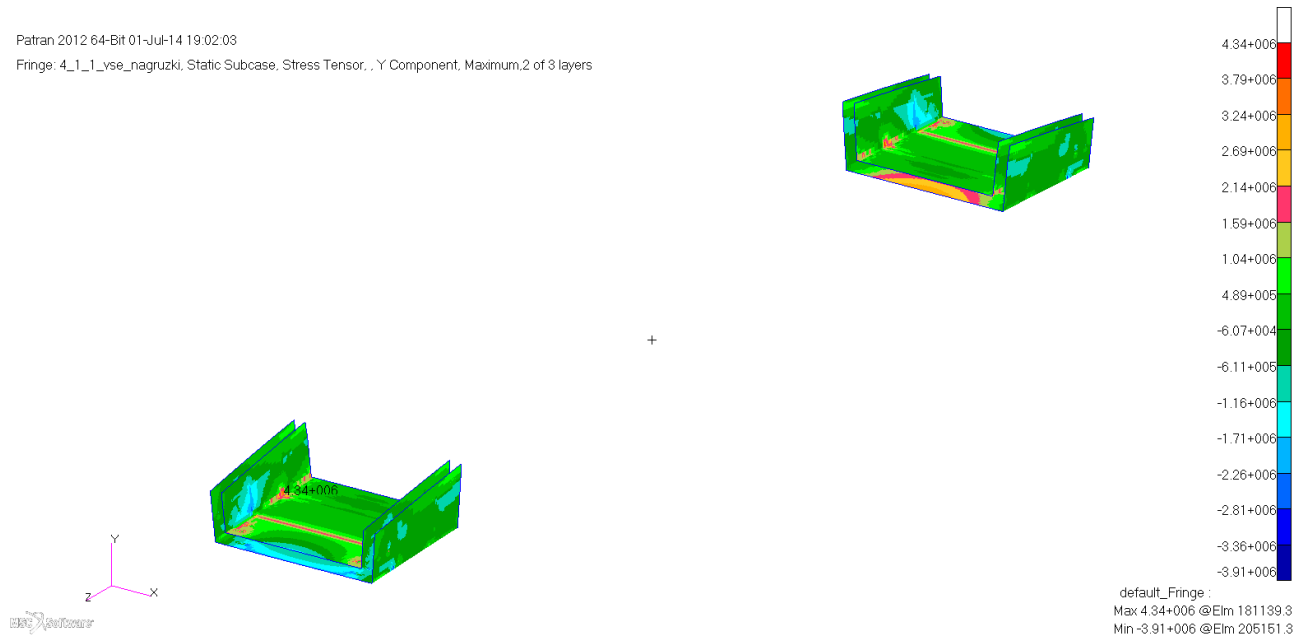 Patran 2012 64-Bit 01-Jul-14 19:02:03
Fringe: 4_1_1_vse_nagruzki, Static Subcase, Stress Tensor, , Y Component, Maximum,2 of 3 layers
4.34+006
3.79+006
3.24+006
2.69+006
2.14+006
1.59+006
1.04+006
4.89+005
-6.07+004
-6.11+005
-1.16+006
-1.71+006
-2.26+006
-2.81+006
-3.36+006
-3.91+006
4.34+006
Y
X
Z
MSC Software
default_Fringe :
Max 4.34+006 @Elm 181139.3
Min -3.91+006 @Elm 205151.3